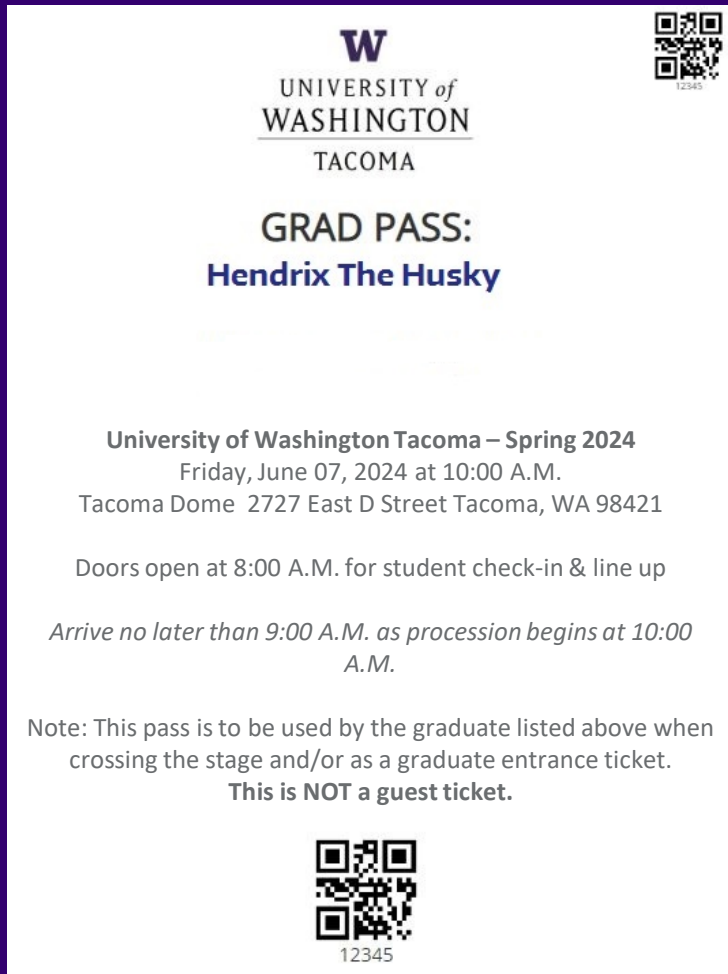 W
12345
UNIVERSITY of
WASHINGTON
TACOMA
GRAD PASS:
Hendrix The Husky
University of Washington Tacoma – Spring 2024
Friday, June 07, 2024 at 10:00 A.M.
Tacoma Dome 2727 East D Street Tacoma, WA 98421
Doors open at 8:00 A.M. for student check-in & line up
Arrive no later than 9:00 A.M. as procession begins at 10:00
A.M.
Note: This pass is to be used by the graduate listed above when
crossing the stage and/or as a graduate entrance ticket.
This is NOT a guest ticket.
12345